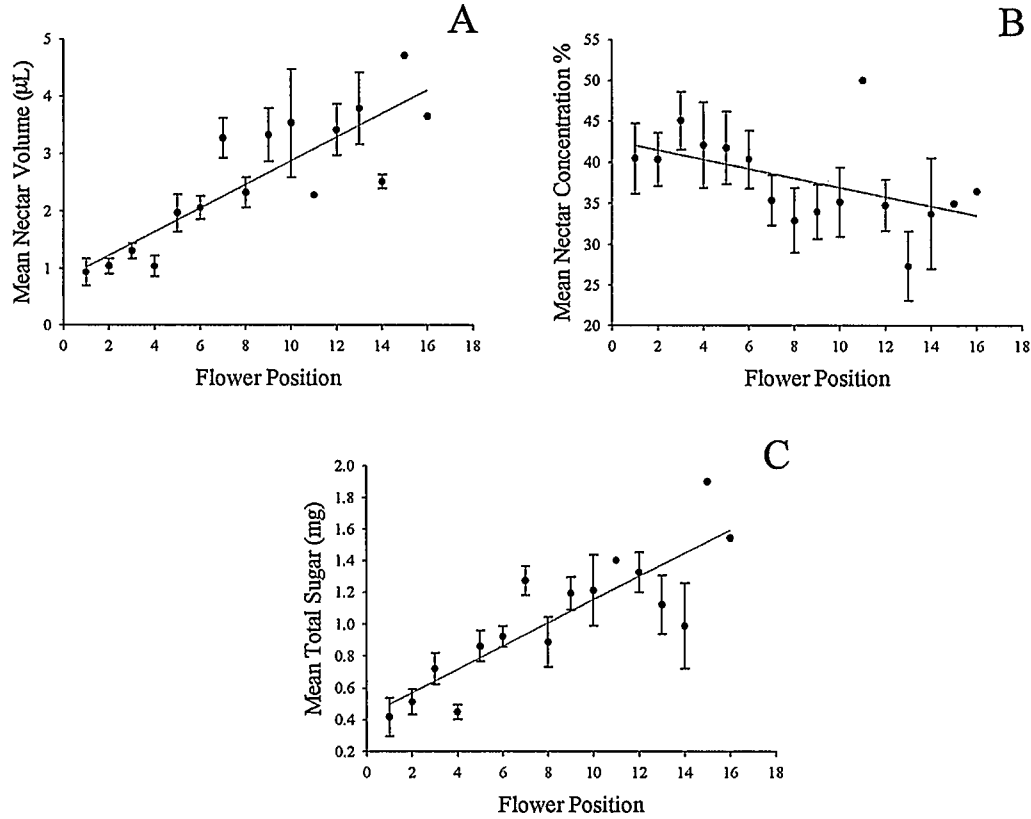 A
Mean Nectar Volume (µL)
5
4
3
2
1
0
0 2 4 6 8 10 12 14 16 18
Flower Position
B
Mean Nectar Concentration %
55
50
45
40
35
30
25
20
0 2 4 6 8 10 12 14 16 18
Flower Position
C
Mean Total Sugar (mg)
2.0
1.8
1.6
1.4
1.2
1.0
0.8
0.6
0.4
0.2
0 2 4 6 8 10 12 14 16 18
Flower Position